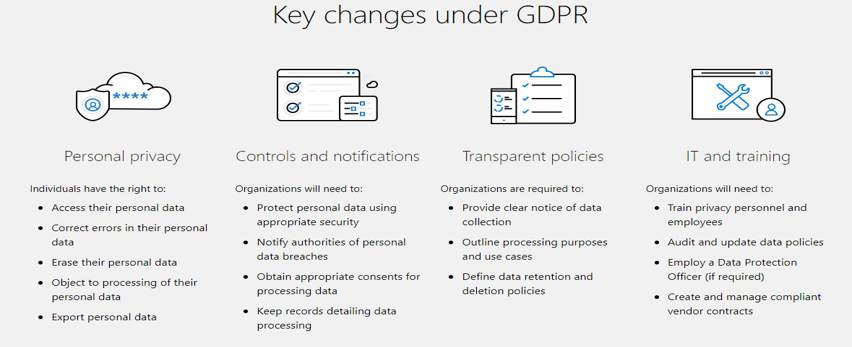 Key changes under GDPR
****
Personal privacy
Individuals have the right to:
• Access their personal data
• Correct errors in their personal
data
• Erase their personal data
• Object to processing of their
personal data
• Export personal data
Controls and notifications
Organizations will need to:
• Protect personal data using
appropriate security
• Notify authorities of personal
data breaches
• Obtain appropriate consents for
processing data
• Keep records detailing data
processing
Transparent policies
Organizations are required to:
• Provide clear notice of data
collection
• Outline processing purposes
and use cases
• Define data retention and
deletion policies
IT and training
Organizations will need to:
• Train privacy personnel and
employees
• Audit and update data policies
• Employ a Data Protection
Officer (if required)
• Create and manage compliant
vendor contracts